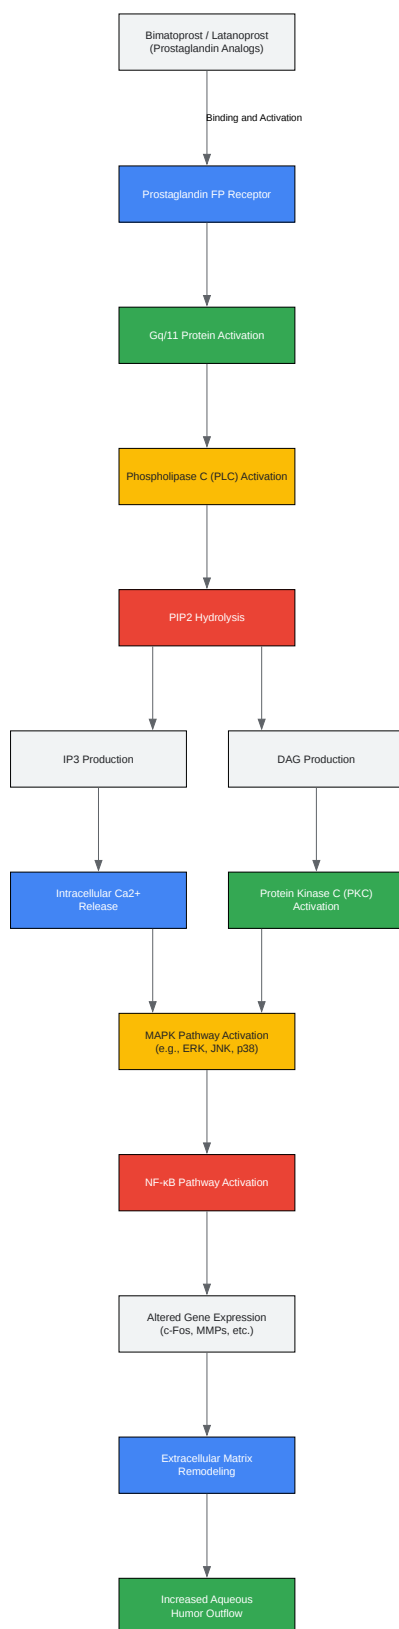 Bimatoprost / Latanoprost
(Prostaglandin Analogs)
Binding and Activation
Prostaglandin FP Receptor
Gq/11 Protein Activation
Phospholipase C (PLC) Activation
PIP2 Hydrolysis
IP3 Production
DAG Production
Intracellular Ca2+
Release
Protein Kinase C (PKC)
Activation
MAPK Pathway Activation
(e.g., ERK, JNK, p38)
NF-κB Pathway Activation
Altered Gene Expression
(c-Fos, MMPs, etc.)
Extracellular Matrix
Remodeling
Increased Aqueous
Humor Outflow